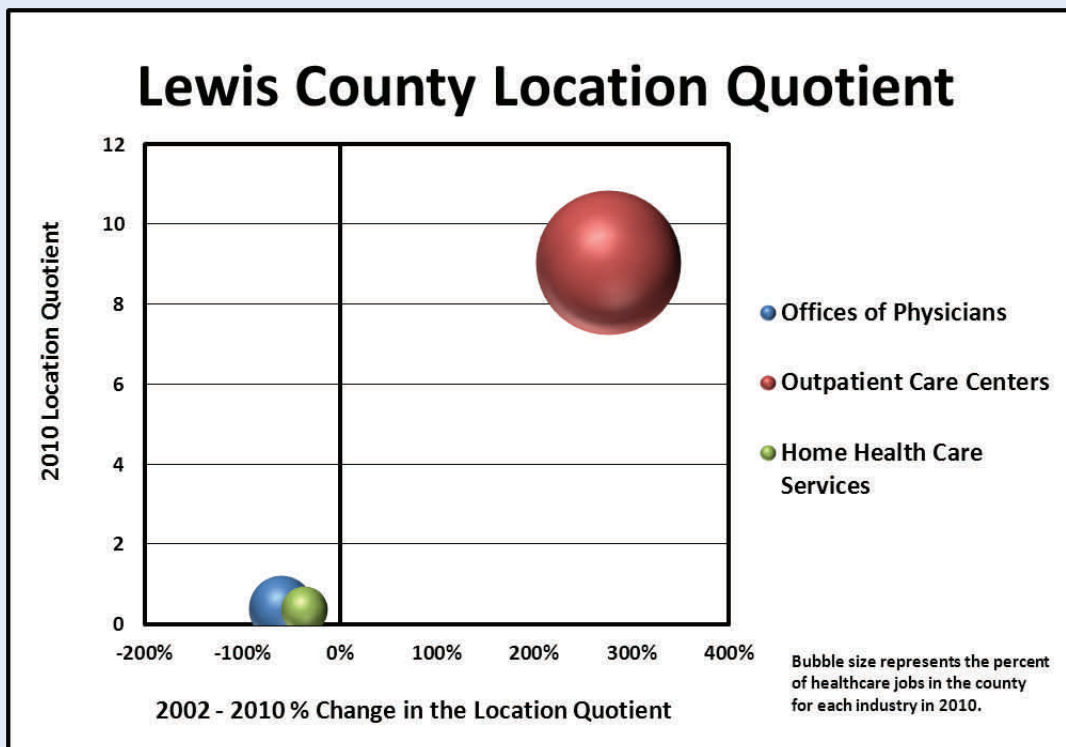 Lewis County Location Quotient
12
10
8
6
4
2
0
2010 Location Quotient
-200%
-100%
0%
100%
200%
300%
400%
2002 - 2010 % Change in the Location Quotient
Offices of Physicians
Outpatient Care Centers
Home Health Care
Services
Bubble size represents the percent
of healthcare jobs in the county
for each industry in 2010.